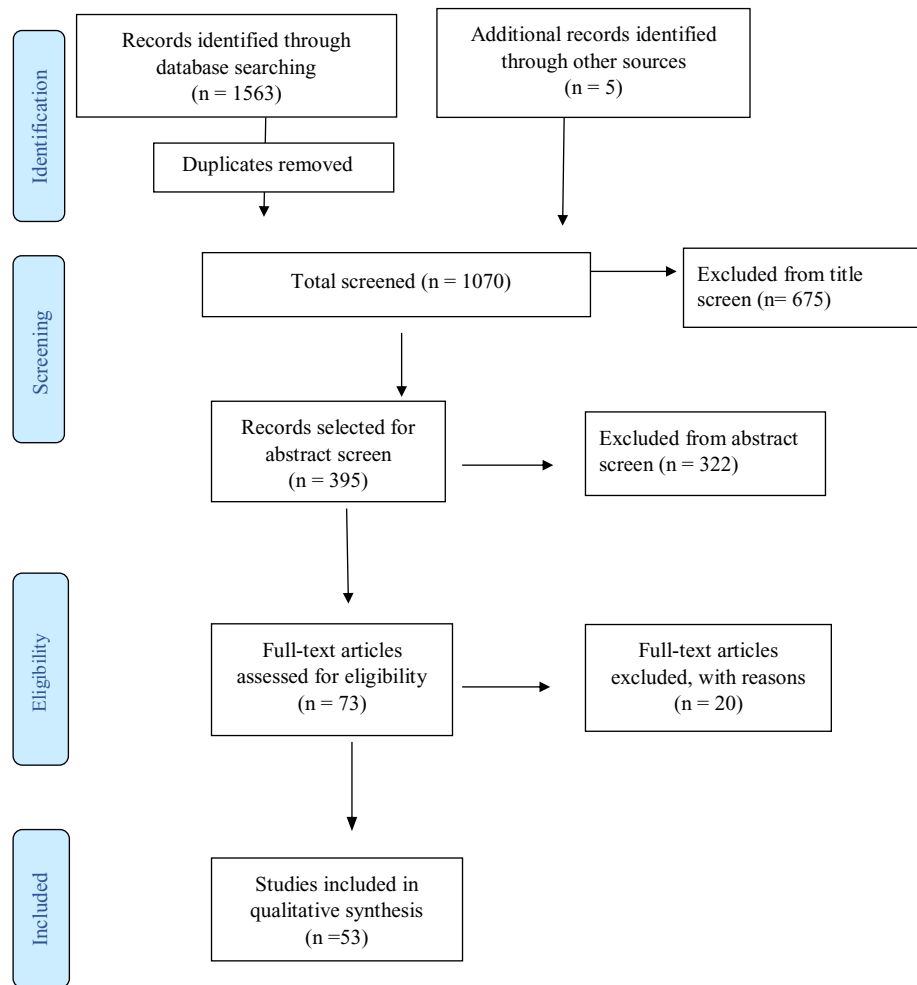 Identification
Records identified through
database searching
(n = 1563)
Additional records identified
through other sources
(n = 5)
Duplicates removed
Screening
Total screened (n = 1070)
Excluded from title
screen (n= 675)
Records selected for
abstract screen
(n = 395)
Excluded from abstract
screen (n = 322)
Eligibility
Full-text articles
assessed for eligibility
(n = 73)
Full-text articles
excluded, with reasons
(n = 20)
Included
Studies included in
qualitative synthesis
(n =53)